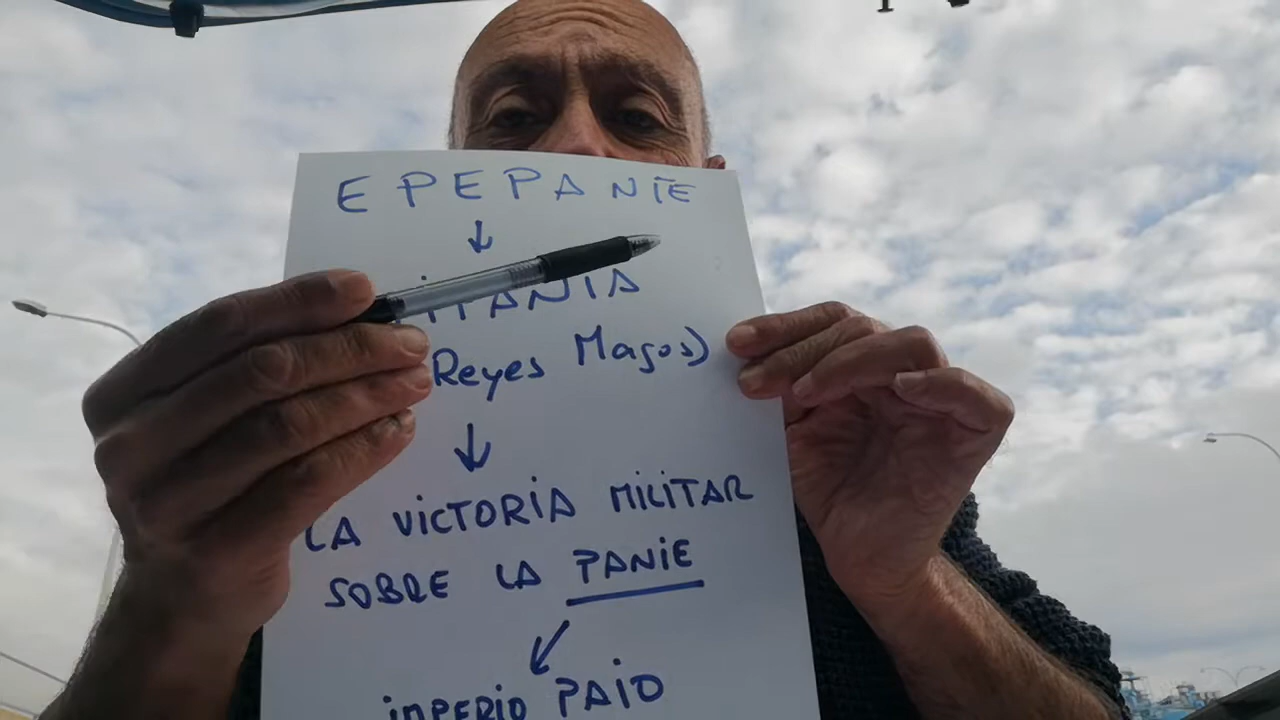 EPEPANIE
Reyes Magos)
LA VICTORIA MILITAR
SOBRE LA PANIE
IMPERIO PAIO